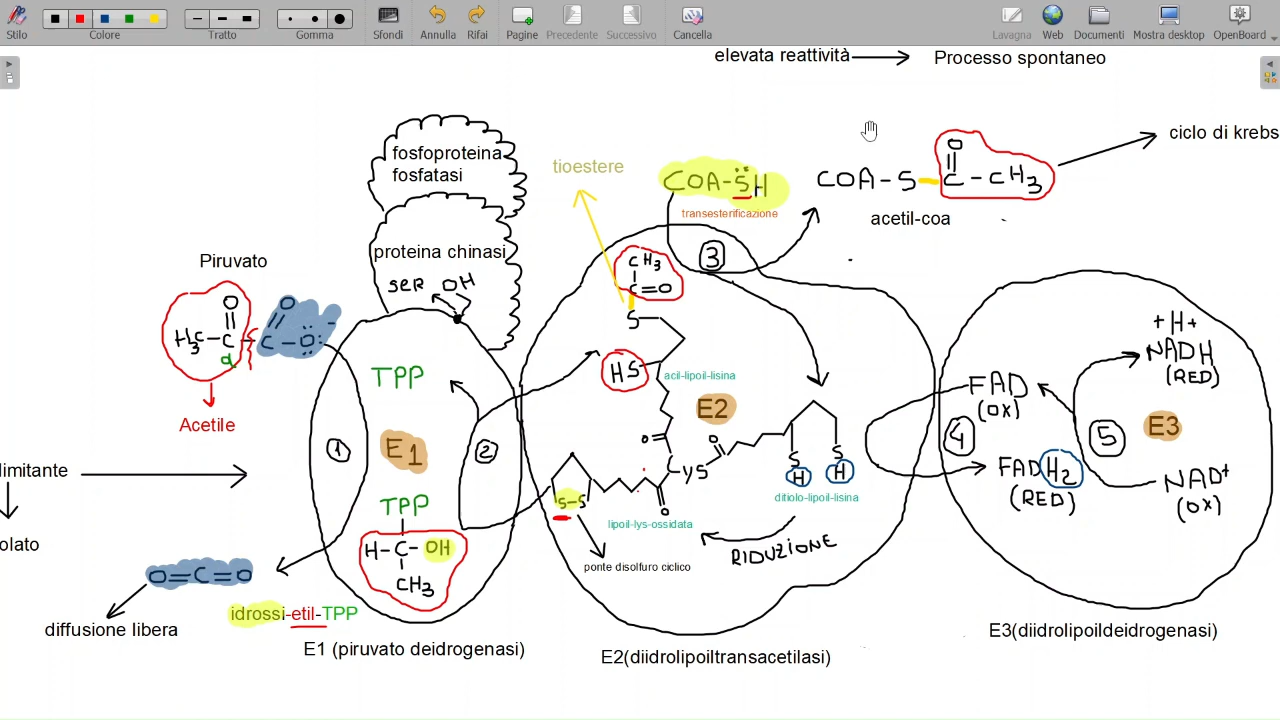 Stilo
Colore
Tratto
Gomma
Sfondi
Annulla
Rifai
Pagine
Precedente
Successivo
Cancella
Lavagna
Web
Documenti
Mostra desktop
OpenBoard
elevata reattività
Processo spontaneo
fosfoproteina
fosfatasi
tioestere
COA-SH
transesterificazione
COA-S-C-CH3
O
acetil-coa
ciclo di krebs
proteina chinasi
SER OH
Piruvato
O
H3C-C
α
O
C-O:-
Acetile
3
CH3
C=O
S
HS
acil-lipoil-lisina
E2
TPP
1
E1
2
TPP
H-C-OH
CH3
limitante
olato
O=C=O
diffusione libera
idrossi-etil-TPP
E1 (piruvato deidrogenasi)
S-S
O
O
O
LYS
lipoil-lys-ossidata
ponte disolfuro ciclico
S
H
S
H
ditiolo-lipoil-lisina
RIDUZIONE
E2(diidrolipoiltransacetilasi)
+H+
NADH
(RED)
FAD
(OX)
4
5
E3
FADH2
(RED)
NAD+
(OX)
E3(diidrolipoildeidrogenasi)